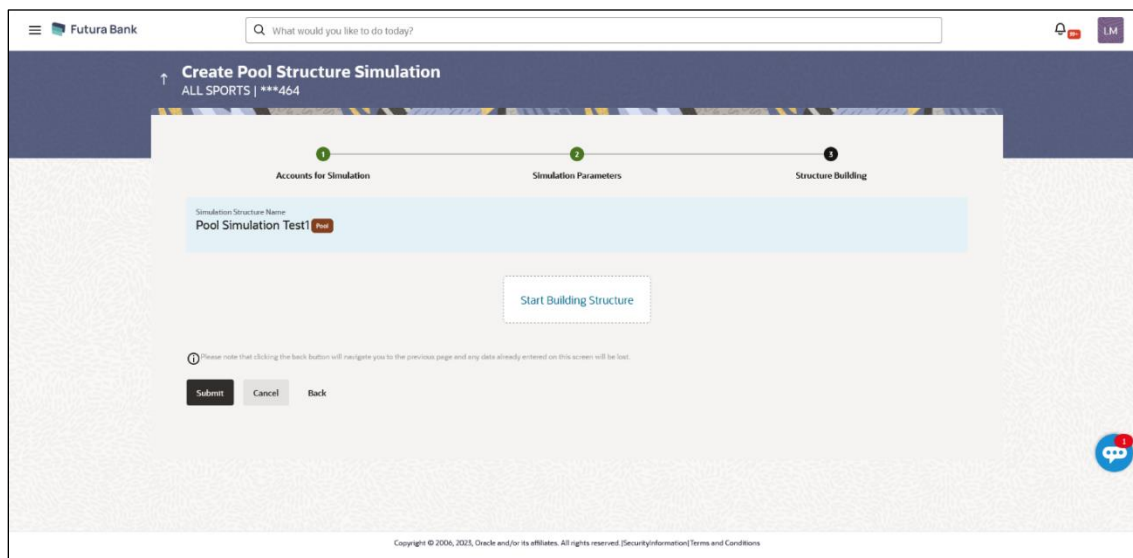 Futura Bank
What would you like to do today?
LM
Create Pool Structure Simulation
ALL SPORTS | ***464
1
2
3
Accounts for Simulation
Simulation Parameters
Structure Building
Simulation Structure Name
Pool Simulation Test1 Pool
Start Building Structure
Please note that clicking the back button will navigate you to the previous page and any data already entered on this screen will be lost.
Submit
Cancel
Back
1
Copyright © 2006, 2023, Oracle and/or its affiliates. All rights reserved.|SecurityInformation|Terms and Conditions